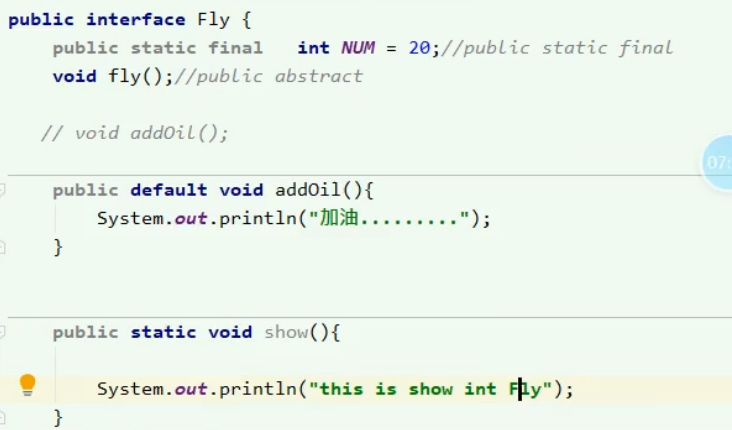 public interface Fly {
public static final int NUM = 20;//public static final
void fly();//public abstract
// void addOil();
07:
public default void addOil(){
System.out.println("加油.........");
}
public static void show(){
System.out.println("this is show int Fly");
}